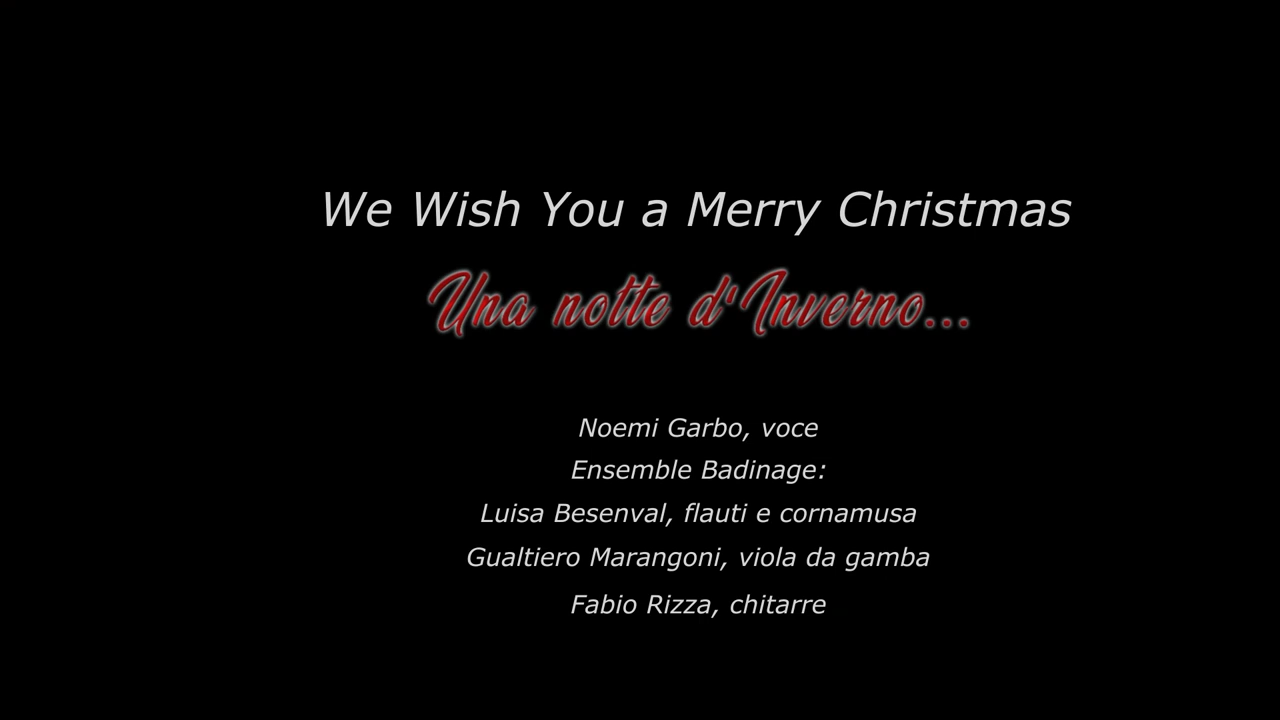 We Wish You a Merry Christmas
Una notte d'Inverno...
Noemi Garbo, voce
Ensemble Badinage:
Luisa Besenval, flauti e cornamusa
Gualtiero Marangoni, viola da gamba
Fabio Rizza, chitarre